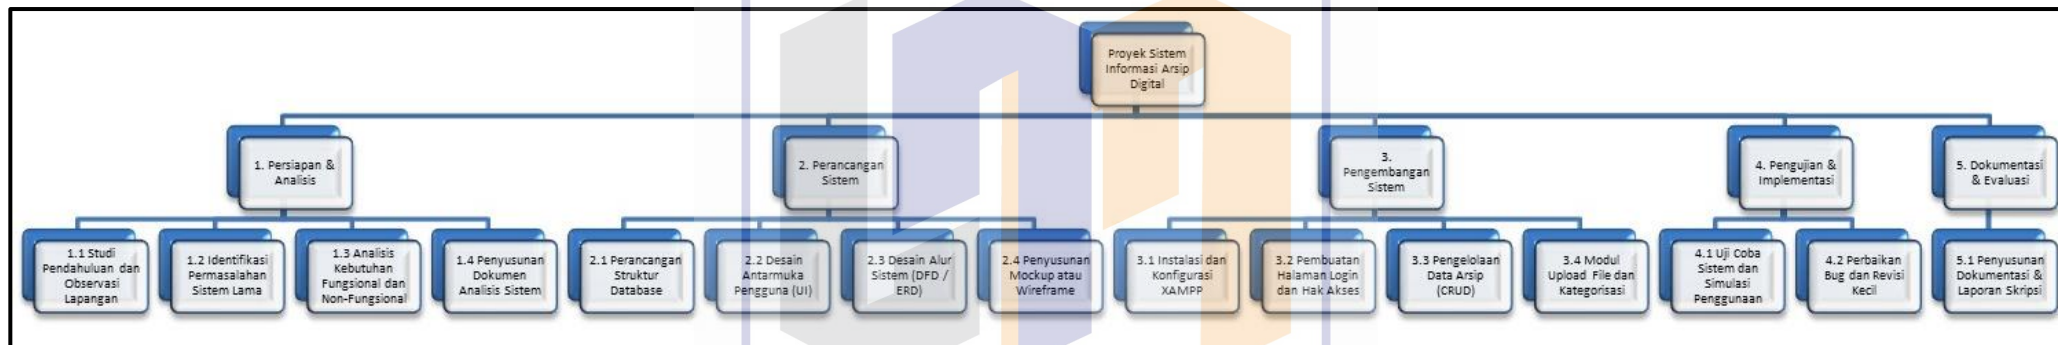 Proyek Sistem
Informasi Arsip
Digital
1. Persiapan &
Analisis
2. Perancangan
Sistem
3.
Pengembangan
Sistem
4. Pengujian &
Implementasi
5. Dokumentasi
& Evaluasi
1.1 Studi
Pendahuluan dan
Observasi
Lapangan
1.2 Identifikasi
Permasalahan
Sistem Lama
1.3 Analisis
Kebutuhan
Fungsional dan
Non-Fungsional
1.4 Penyusunan
Dokumen
Analisis Sistem
2.1 Perancangan
Struktur
Database
2.2 Desain
Antarmuka
Pengguna (UI)
2.3 Desain Alur
Sistem (DFD /
ERD)
2.4 Penyusunan
Mockup atau
Wireframe
3.1 Instalasi dan
Konfigurasi
XAMPP
3.2 Pembuatan
Halaman Login
dan Hak Akses
3.3 Pengelolaan
Data Arsip
(CRUD)
3.4 Modul
Upload File dan
Kategorisasi
4.1 Uji Coba
Sistem dan
Simulasi
Penggunaan
4.2 Perbaikan
Bug dan Revisi
Kecil
5.1 Penyusunan
Dokumentasi &
Laporan Skripsi